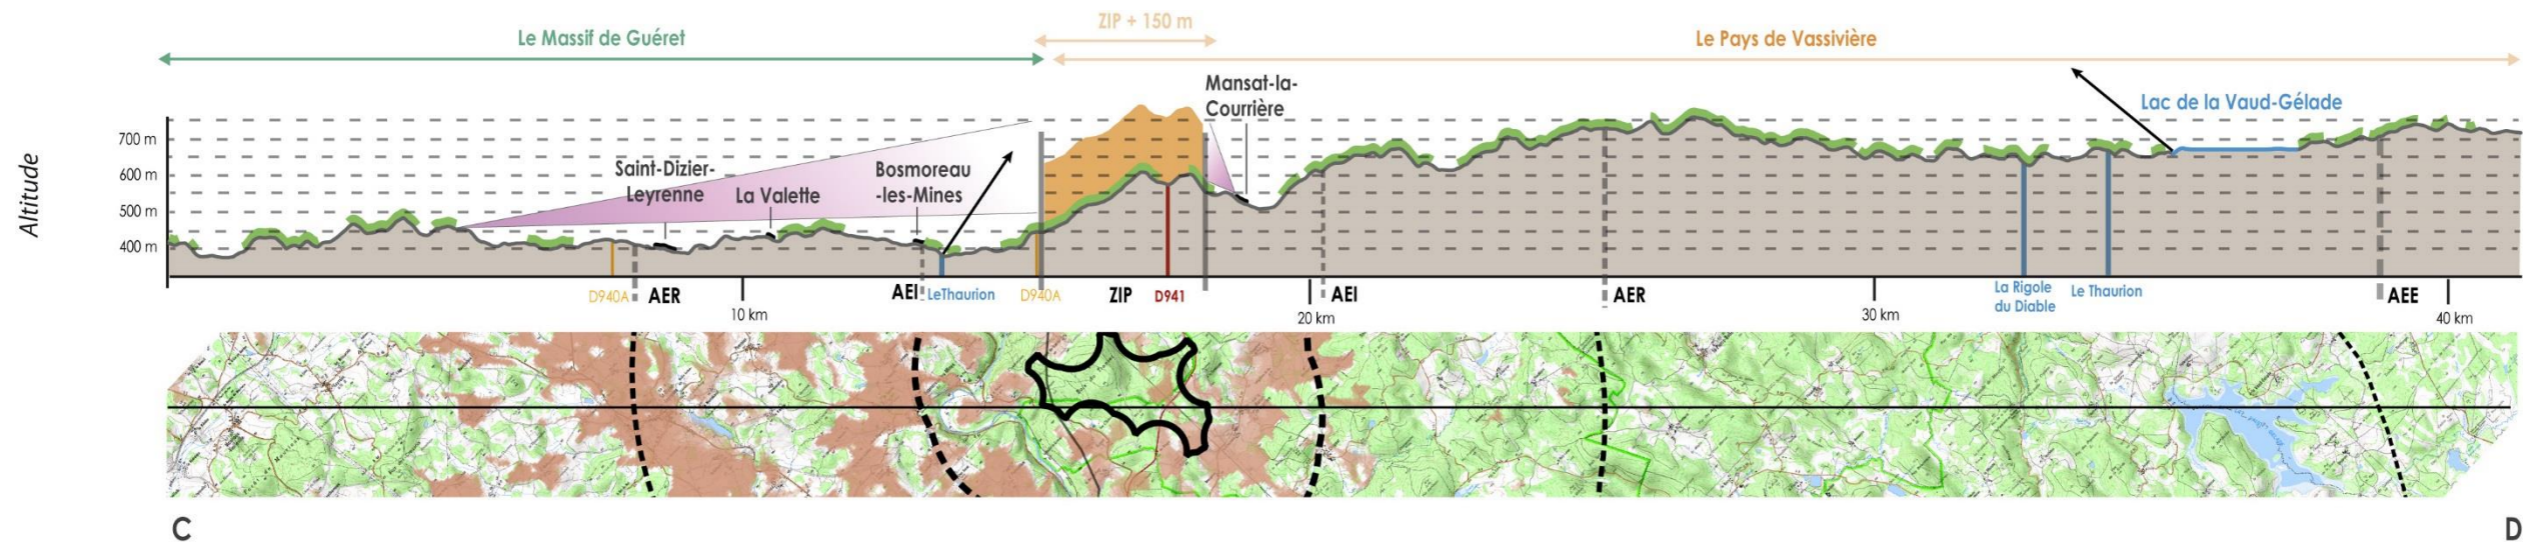 ZIP + 150 m
Le Massif de Guéret
Le Pays de Vassivière
Mansat-la-
Courrière
Lac de la Vaud-Gélade
Altitude
700 m
600 m
500 m
400 m
Saint-Dizier-
Leyrenne
La Valette
Bosmoreau
-les-Mines
D940A
AER
AEI
LeThaurion
D940A
ZIP
D941
AEI
AER
La Rigole
du Diable
Le Thaurion
AEE
10 km
20 km
30 km
40 km
C
D